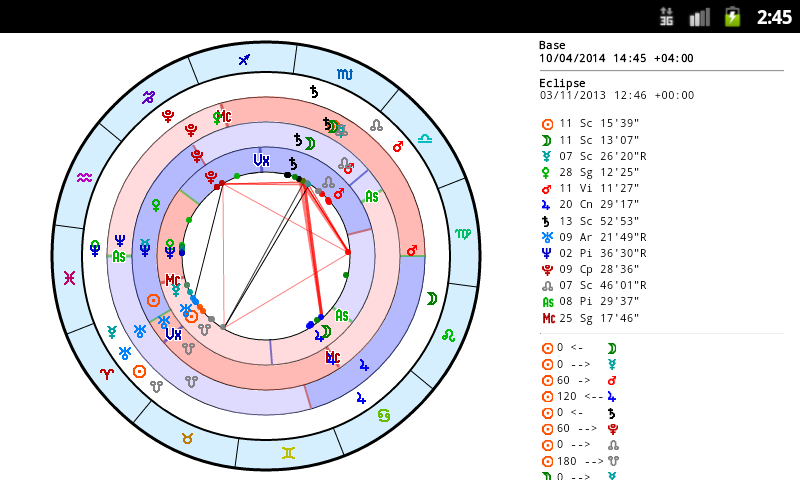 3G 2:45
Base
10/04/2014 14:45 +04:00
Eclipse
03/11/2013 12:46 +00:00
☉ 11 Sc 15'39"
☽ 11 Sc 13'07"
☿ 07 Sc 26'20"R
♀ 28 Sg 12'25"
♂ 11 Vi 11'27"
♃ 20 Cn 29'17"
♄ 13 Sc 52'53"
♅ 09 Ar 21'49"R
♆ 02 Pi 36'30"R
♇ 09 Cp 28'36"
☊ 07 Sc 46'01"R
As 08 Pi 29'37"
Mc 25 Sg 17'46"
☉ 0 <- ☽
☉ 0 --> ☿
☉ 60 -> ♂
☉ 120 <-- ♃
☉ 0 <- ♄
☉ 60 --> ♇
☉ 0 --> ☊
☉ 180 --> ☋
☽ 0 --> ☿
Mc
Vx
As
As
Mc
As
Vx
Mc